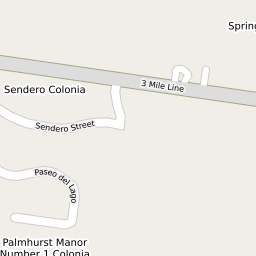 Spring
3 Mile Line
Sendero Colonia
Sendero Street
Paseo del Lago
Palmhurst Manor
Number 1 Colonia